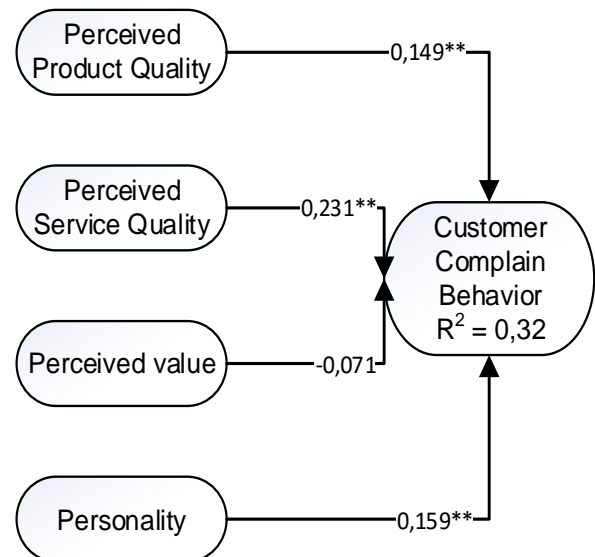 Perceived
Product Quality
0,149**
Perceived
Service Quality
0,231**
Customer
Complain
Behavior
R² = 0,32
Perceived value
-0,071
Personality
0,159**